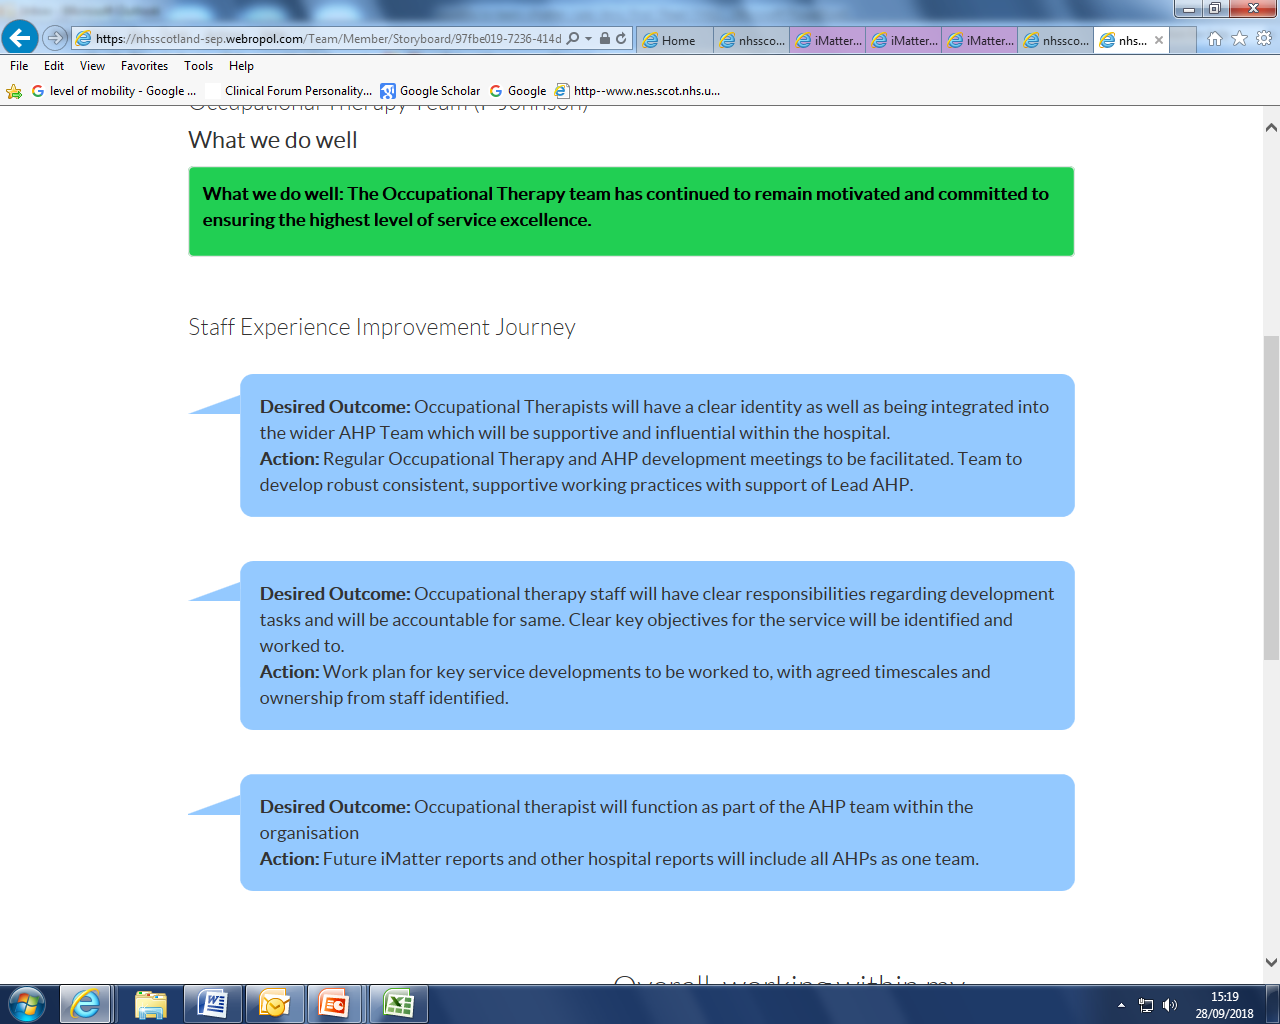 https://nhsscotland-sep.webropol.com/Team/Member/Storyboard/97fbe019-7236-414d
Home
nhssco...
iMatter...
iMatter...
iMatter...
nhssco...
nhs...
File Edit View Favorites Tools Help
level of mobility - Google ...
Clinical Forum Personality...
Google Scholar
Google
http--www.nes.scot.nhs.u...
Occupational Therapy Team (P Johnson)
What we do well
What we do well: The Occupational Therapy team has continued to remain motivated and committed to
ensuring the highest level of service excellence.
Staff Experience Improvement Journey
Desired Outcome: Occupational Therapists will have a clear identity as well as being integrated into
the wider AHP Team which will be supportive and influential within the hospital.
Action: Regular Occupational Therapy and AHP development meetings to be facilitated. Team to
develop robust consistent, supportive working practices with support of Lead AHP.
Desired Outcome: Occupational therapy staff will have clear responsibilities regarding development
tasks and will be accountable for same. Clear key objectives for the service will be identified and
worked to.
Action: Work plan for key service developments to be worked to, with agreed timescales and
ownership from staff identified.
Desired Outcome: Occupational therapist will function as part of the AHP team within the
organisation
Action: Future iMatter reports and other hospital reports will include all AHPs as one team.
Overall, working within my
15:19
28/09/2018